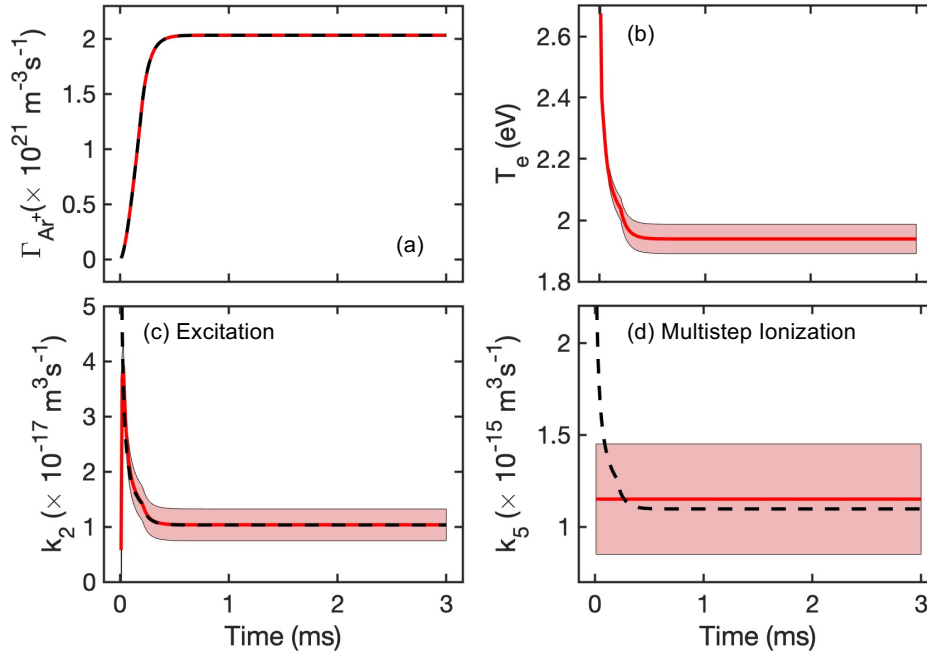 2
1.5
1
0.5
0
Γ_Ar+ (× 10^21 m^-3s^-1)
(a)
2.6
2.4
2.2
2
1.8
T_e (eV)
(b)
5
4
3
2
1
0
k_2 (× 10^-17 m^3s^-1)
(c) Excitation
0 1 2 3
Time (ms)
2
1.5
1
k_5 (× 10^-15 m^3s^-1)
(d) Multistep Ionization
0 1 2 3
Time (ms)